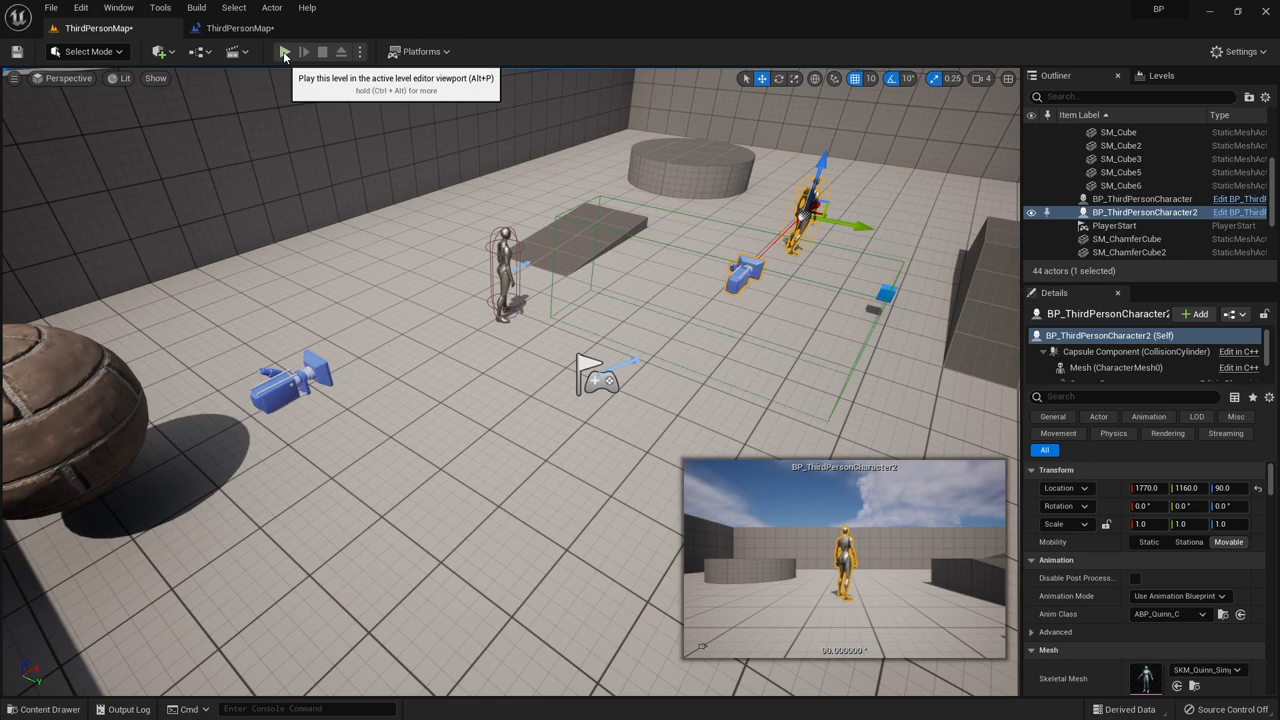 File Edit Window Tools Build Select Actor Help BP
ThirdPersonMap• ThirdPersonMap•
Select Mode Platforms Settings
Play this level in the active level editor viewport (Alt+P)
hold (Ctrl + Alt) for more
Perspective Lit Show 10 10° 0.25 4
Outliner Levels
Search...
Item Label Type
SM_Cube StaticMeshAct
SM_Cube2 StaticMeshAct
SM_Cube3 StaticMeshAct
SM_Cube5 StaticMeshAct
SM_Cube6 StaticMeshAct
BP_ThirdPersonCharacter Edit BP_ThirdP
BP_ThirdPersonCharacter2 Edit BP_ThirdP
PlayerStart PlayerStart
SM_ChamferCube StaticMeshAct
SM_ChamferCube2 StaticMeshAct
44 actors (1 selected)
Details
BP_ThirdPersonCharacter2 Add
BP_ThirdPersonCharacter2 (Self)
Capsule Component (CollisionCylinder) Edit in C++
Mesh (CharacterMesh0) Edit in C++
Search
General Actor Animation LOD Misc
Movement Physics Rendering Streaming
All
Transform
Location 1770.0 1160.0 90.0
Rotation 0.0° 0.0° 0.0°
Scale 1.0 1.0 1.0
Mobility Static Stationa Movable
Animation
Disable Post Process...
Animation Mode Use Animation Blueprint
Anim Class ABP_Quinn_C
Advanced
Mesh
Skeletal Mesh SKM_Quinn_Simp
BP_ThirdPersonCharacter2
90.000000 °
Content Drawer Output Log Cmd Enter Console Command Derived Data Source Control Off